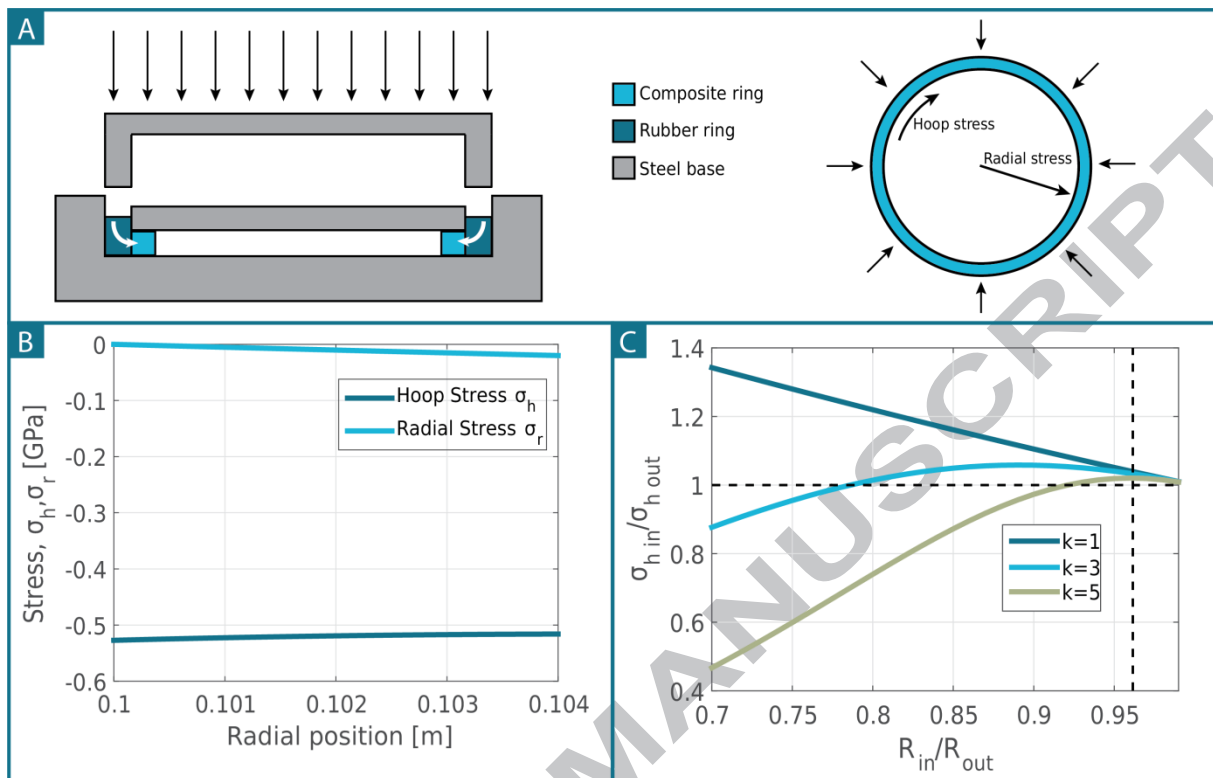 A
Composite ring
Rubber ring
Steel base
Hoop stress
Radial stress
B
Stress, σh,σr [GPa]
0
-0.1
-0.2
-0.3
-0.4
-0.5
-0.6
Hoop Stress σh
Radial Stress σr
0.1 0.101 0.102 0.103 0.104
Radial position [m]
C
σh in/σh out
1.4
1.2
1
0.8
0.6
0.4
k=1
k=3
k=5
0.7 0.75 0.8 0.85 0.9 0.95
Rin/Rout
MANUSCRIPT